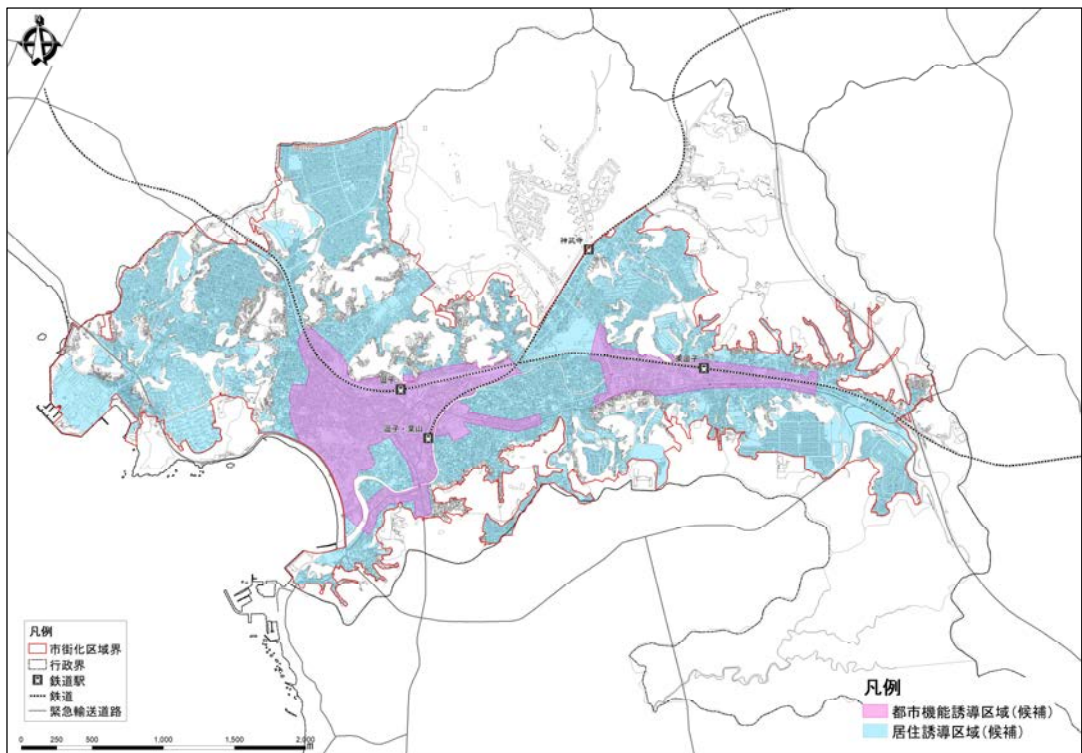 神武寺
東逗子
逗子
逗子・葉山
凡例
市街化区域界
行政界
鉄道駅
鉄道
緊急輸送道路
0 500 1,000 1,500 2,000 m
凡例
都市機能誘導区域(候補)
居住誘導区域(候補)